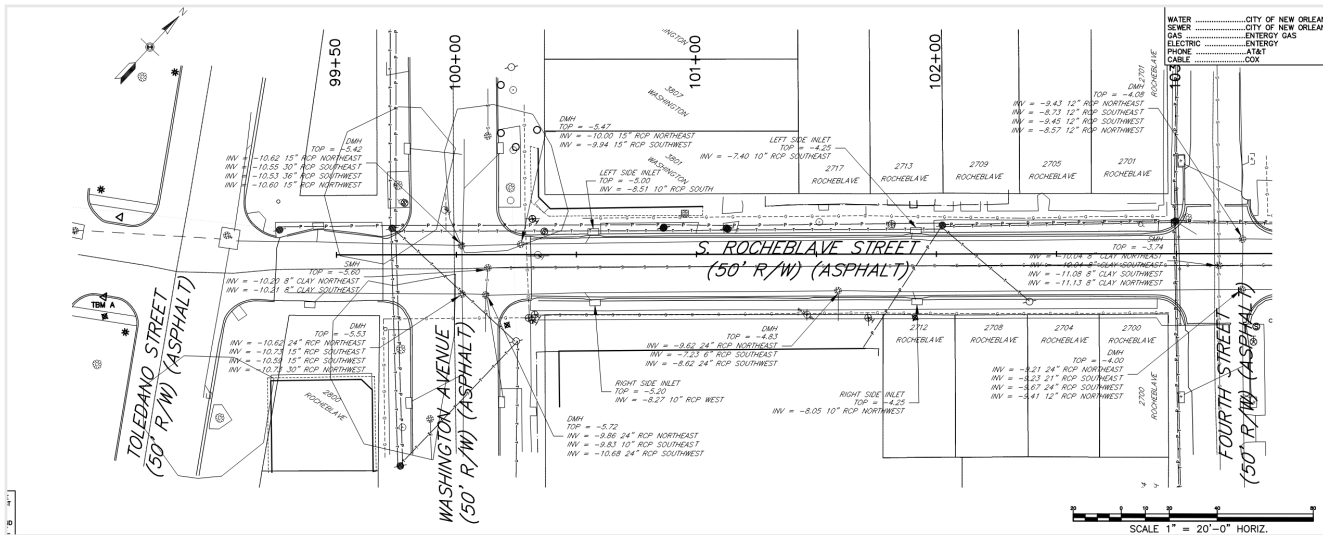 WATER ..................CITY OF NEW ORLEAN
SEWER ..................CITY OF NEW ORLEAN
GAS ..................ENTERGY GAS
ELECTRIC ..................ENTERGY
PHONE ..................AT&T
CABLE ..................COX
N
99+50
100+00
101+00
102+00
103
WASHINGTON
3807
WASHINGTON
3801
WASHINGTON
2701
ROCHEBLAVE
DMH
TOP = -5.42
INV = -10.62 15" RCP NORTHEAST
INV = -10.55 30" RCP SOUTHEAST
INV = -10.53 36" RCP SOUTHWEST
INV = -10.60 15" RCP NORTHWEST
DMH
TOP = -5.47
INV = -10.00 15" RCP NORTHEAST
INV = -9.94 15" RCP SOUTHWEST
LEFT SIDE INLET
TOP = -5.00
INV = -8.51 10" RCP SOUTH
LEFT SIDE INLET
TOP = -4.25
INV = -7.40 10" RCP SOUTHEAST
DMH
TOP = -4.08
INV = -9.43 12" RCP NORTHEAST
INV = -8.73 12" RCP SOUTHEAST
INV = -9.45 12" RCP SOUTHWEST
INV = -8.57 12" RCP NORTHWEST
2717
ROCHEBLAVE
2713
ROCHEBLAVE
2709
ROCHEBLAVE
2705
ROCHEBLAVE
2701
ROCHEBLAVE
S. ROCHEBLAVE STREET
(50' R/W) (ASPHALT)
SMH
TOP = -5.60
INV = -10.20 8" CLAY NORTHEAST
INV = -10.21 8" CLAY SOUTHEAST
SMH
TOP = -3.74
INV = -10.04 8" CLAY NORTHEAST
INV = -10.04 8" CLAY SOUTHEAST
INV = -11.08 8" CLAY SOUTHWEST
INV = -11.13 8" CLAY NORTHWEST
TBM A
DMH
TOP = -5.53
INV = -10.62 24" RCP NORTHEAST
INV = -10.73 15" RCP SOUTHEAST
INV = -10.59 15" RCP SOUTHWEST
INV = -10.73 30" RCP NORTHWEST
DMH
TOP = -4.83
INV = -9.62 24" RCP NORTHEAST
INV = -7.23 6" RCP SOUTHEAST
INV = -8.62 24" RCP SOUTHWEST
2712
ROCHEBLAVE
2708
ROCHEBLAVE
2704
ROCHEBLAVE
2700
ROCHEBLAVE
DMH
TOP = -4.00
INV = -9.21 24" RCP NORTHEAST
INV = -9.23 21" RCP SOUTHEAST
INV = -9.67 24" RCP SOUTHWEST
INV = -9.41 12" RCP NORTHWEST
2700
ROCHEBLAVE
RIGHT SIDE INLET
TOP = -5.20
INV = -8.27 10" RCP WEST
RIGHT SIDE INLET
TOP = -4.25
INV = -8.05 10" RCP NORTHWEST
DMH
TOP = -5.72
INV = -9.86 24" RCP NORTHEAST
INV = -9.83 10" RCP SOUTHEAST
INV = -10.68 24" RCP SOUTHWEST
2800
ROCHEBLAVE
TOLEDANO STREET
(50' R/W) (ASPHALT)
WASHINGTON AVENUE
(50' R/W) (ASPHALT)
FOURTH STREET
(50' R/W) (ASPHALT)
20 0 10 20 40 80
SCALE 1" = 20'-0" HORIZ.